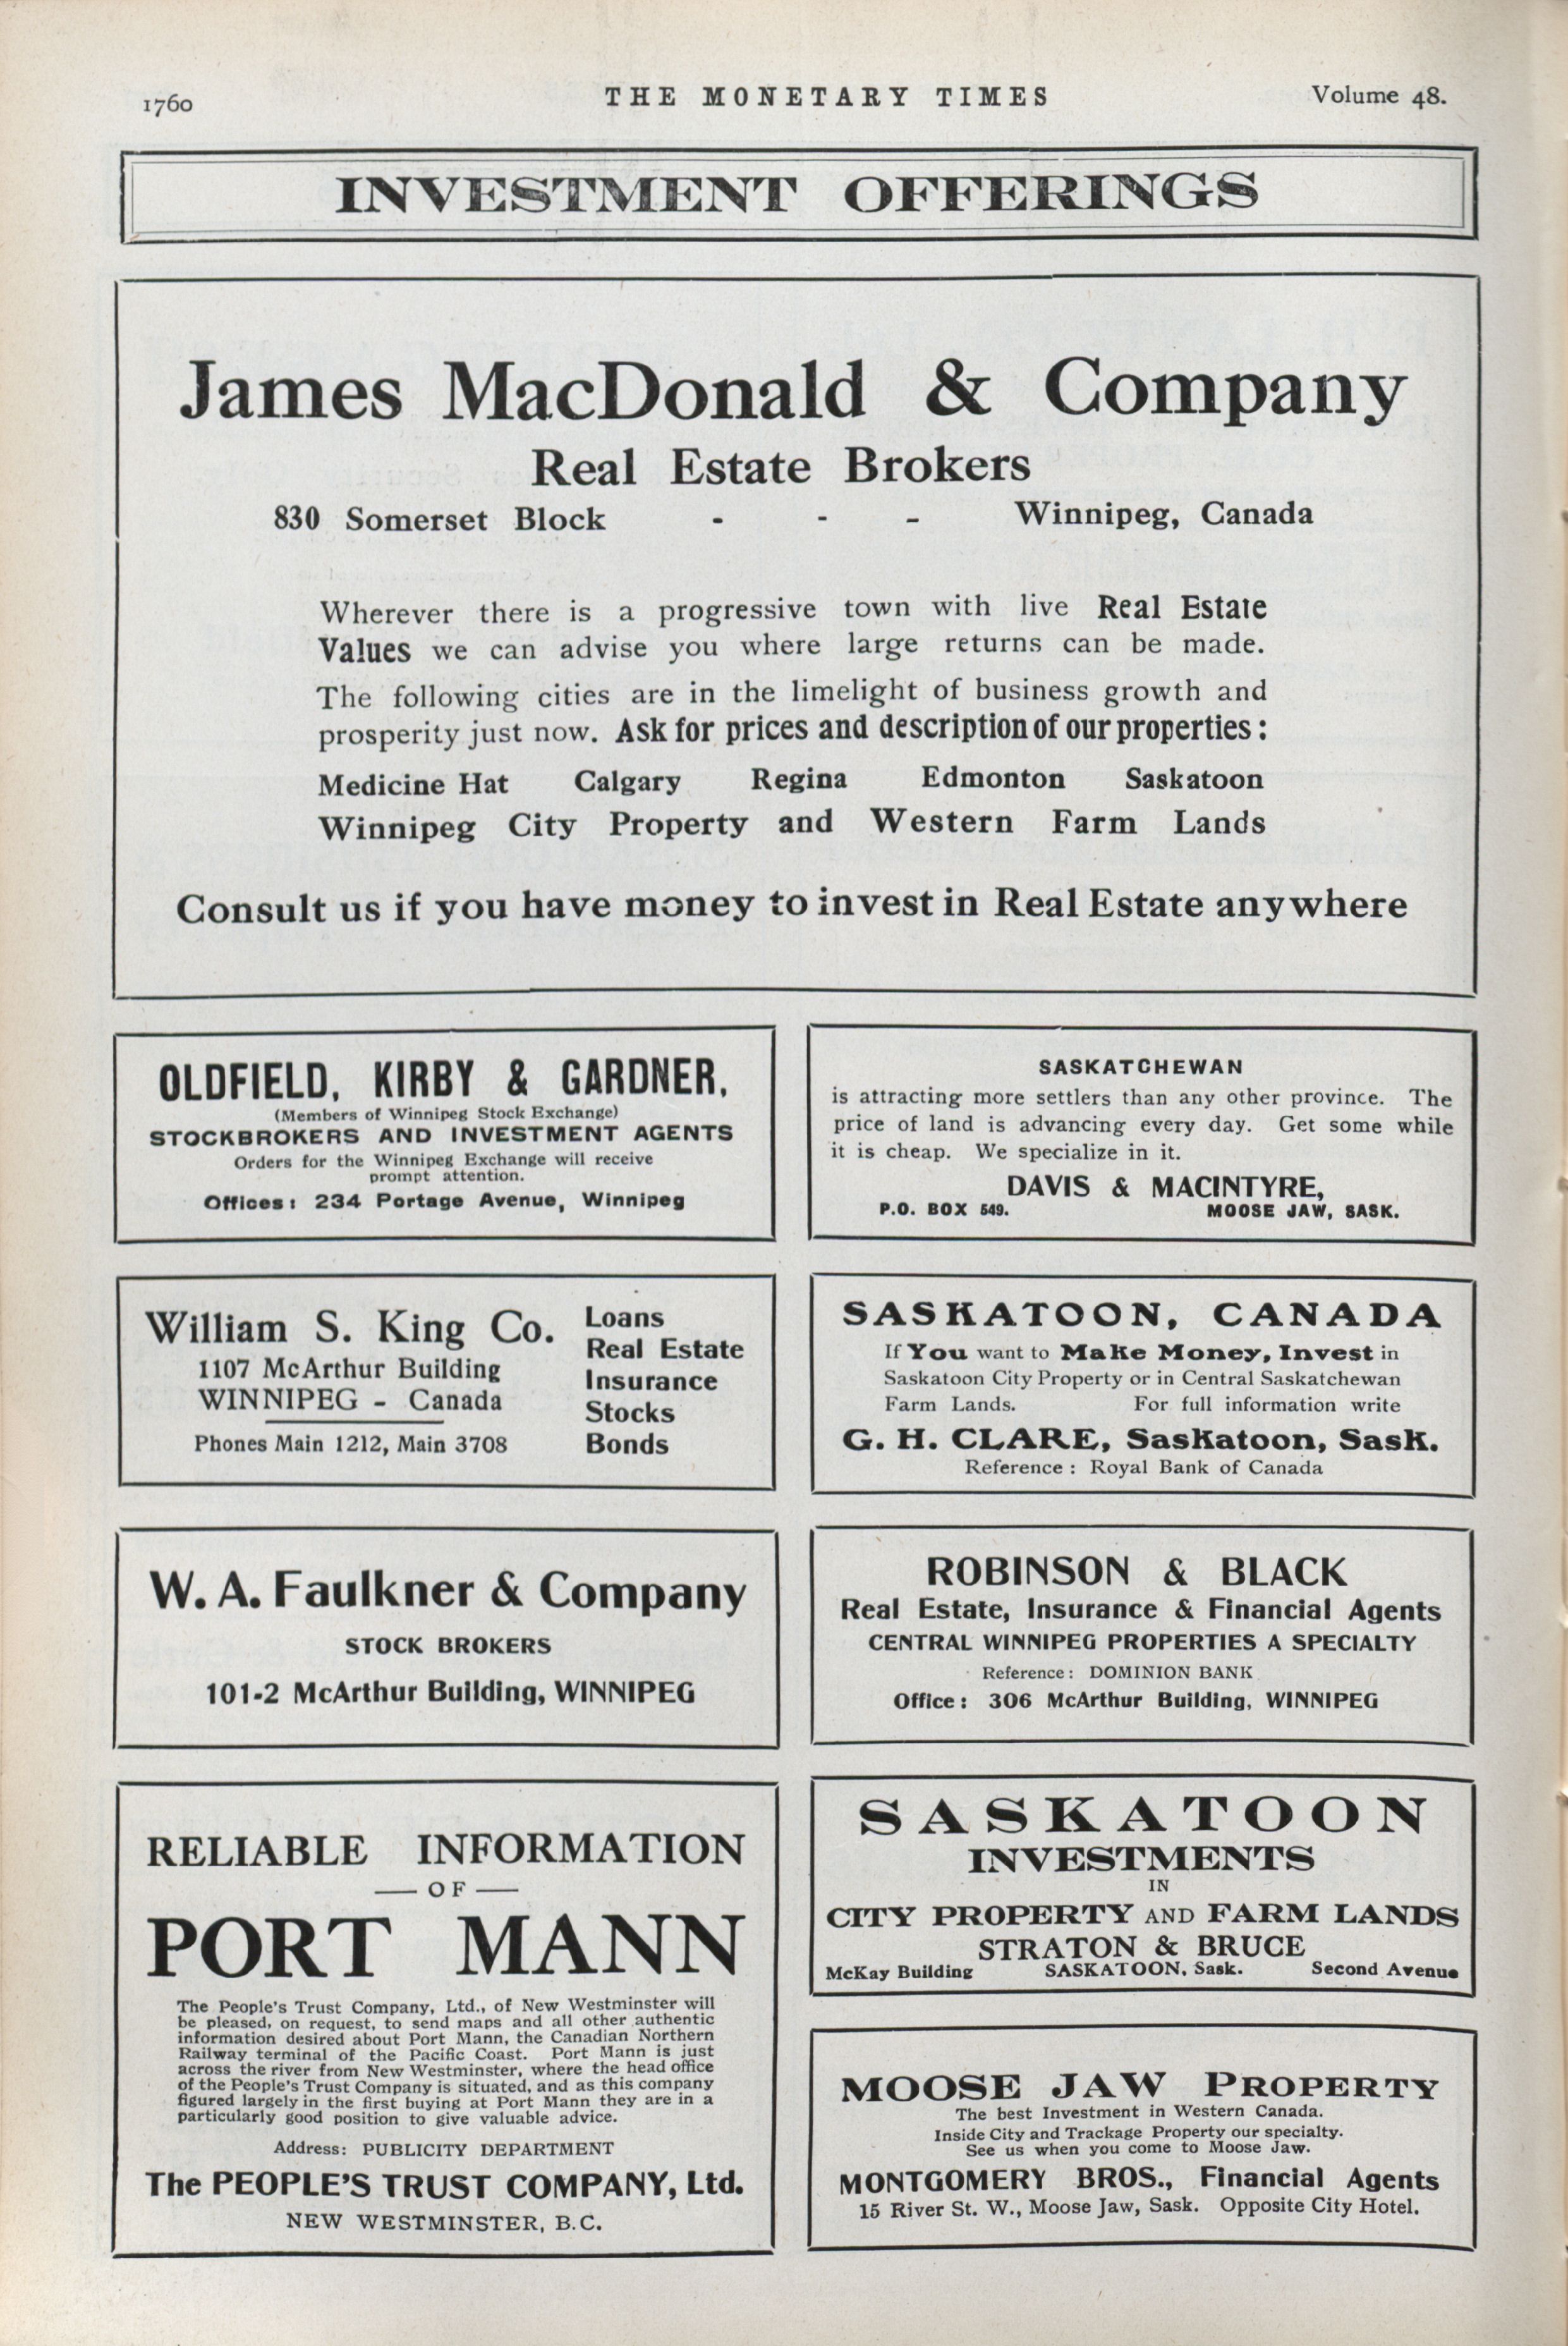 1760
THE MONETARY TIMES
Volume 48.
INVESTMENT OFFERINGS
James MacDonald & Company
Real Estate Brokers
830 Somerset Block - - - Winnipeg, Canada
Wherever there is a progressive town with live Real Estate
Values we can advise you where large returns can be made.
The following cities are in the limelight of business growth and
prosperity just now. Ask for prices and description of our properties:
Medicine Hat Calgary Regina Edmonton Saskatoon
Winnipeg City Property and Western Farm Lands
Consult us if you have money to invest in Real Estate anywhere
OLDFIELD, KIRBY & GARDNER,
(Members of Winnipeg Stock Exchange)
STOCKBROKERS AND INVESTMENT AGENTS
Orders for the Winnipeg Exchange will receive
prompt attention.
Offices: 234 Portage Avenue, Winnipeg
SASKATCHEWAN
is attracting more settlers than any other province. The
price of land is advancing every day. Get some while
it is cheap. We specialize in it.
DAVIS & MACINTYRE,
P.O. BOX 549. MOOSE JAW, SASK.
William S. King Co.
1107 McArthur Building
WINNIPEG - Canada
Phones Main 1212, Main 3708
Loans
Real Estate
Insurance
Stocks
Bonds
SASKATOON, CANADA
If You want to Make Money, Invest in
Saskatoon City Property or in Central Saskatchewan
Farm Lands. For full information write
G. H. CLARE, Saskatoon, Sask.
Reference: Royal Bank of Canada
W. A. Faulkner & Company
STOCK BROKERS
101-2 McArthur Building, WINNIPEG
ROBINSON & BLACK
Real Estate, Insurance & Financial Agents
CENTRAL WINNIPEG PROPERTIES A SPECIALTY
Reference: DOMINION BANK
Office: 306 McArthur Building, WINNIPEG
RELIABLE INFORMATION
— OF —
PORT MANN
The People's Trust Company, Ltd., of New Westminster will
be pleased, on request, to send maps and all other authentic
information desired about Port Mann, the Canadian Northern
Railway terminal of the Pacific Coast. Port Mann is just
across the river from New Westminster, where the head office
of the People's Trust Company is situated, and as this company
figured largely in the first buying at Port Mann they are in a
particularly good position to give valuable advice.
Address: PUBLICITY DEPARTMENT
The PEOPLE'S TRUST COMPANY, Ltd.
NEW WESTMINSTER, B.C.
SASKATOON
INVESTMENTS
IN
CITY PROPERTY AND FARM LANDS
STRATON & BRUCE
McKay Building SASKATOON, Sask. Second Avenue
MOOSE JAW PROPERTY
The best Investment in Western Canada.
Inside City and Trackage Property our specialty.
See us when you come to Moose Jaw.
MONTGOMERY BROS., Financial Agents
15 River St. W., Moose Jaw, Sask. Opposite City Hotel.